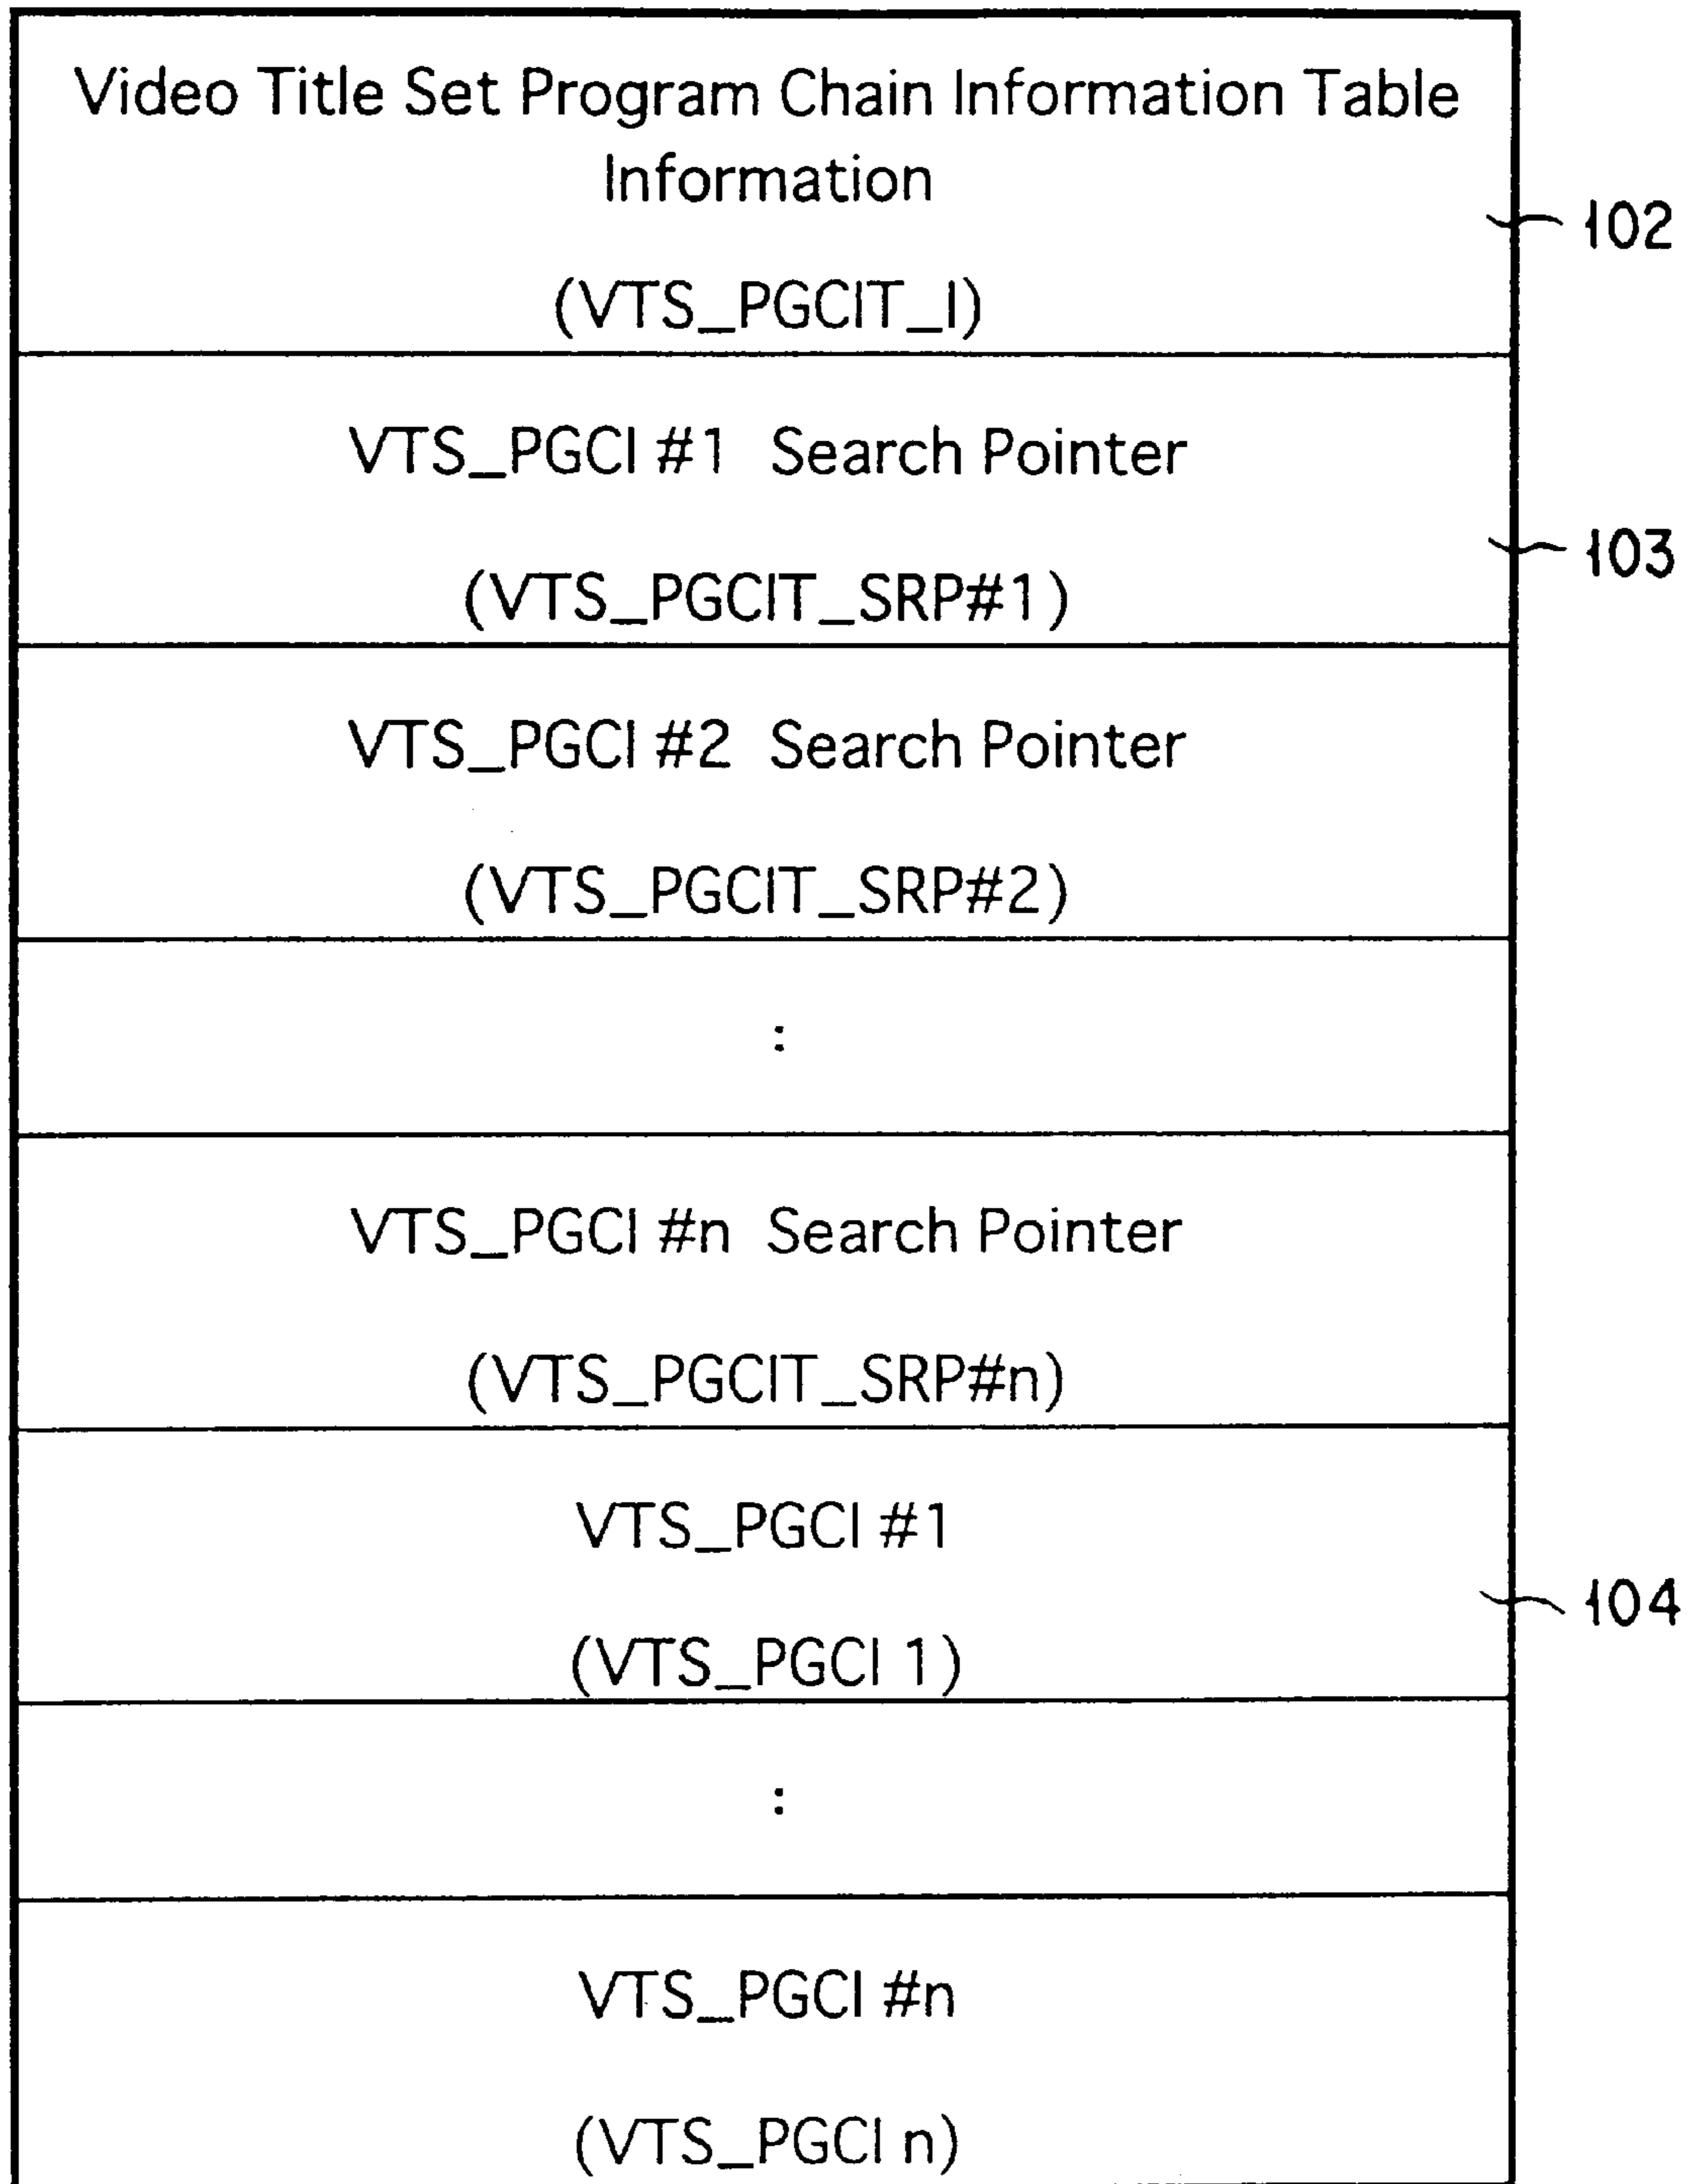 Video Title Set Program Chain Information Table
Information
(VTS_PGCIT_I)
102
VTS_PGCI #1 Search Pointer
103
(VTS_PGCIT_SRP#1)
VTS_PGCI #2 Search Pointer
(VTS_PGCIT_SRP#2)
:
VTS_PGCI #n Search Pointer
(VTS_PGCIT_SRP#n)
VTS_PGCI #1
104
(VTS_PGCI 1)
:
VTS_PGCI #n
(VTS_PGCI n)